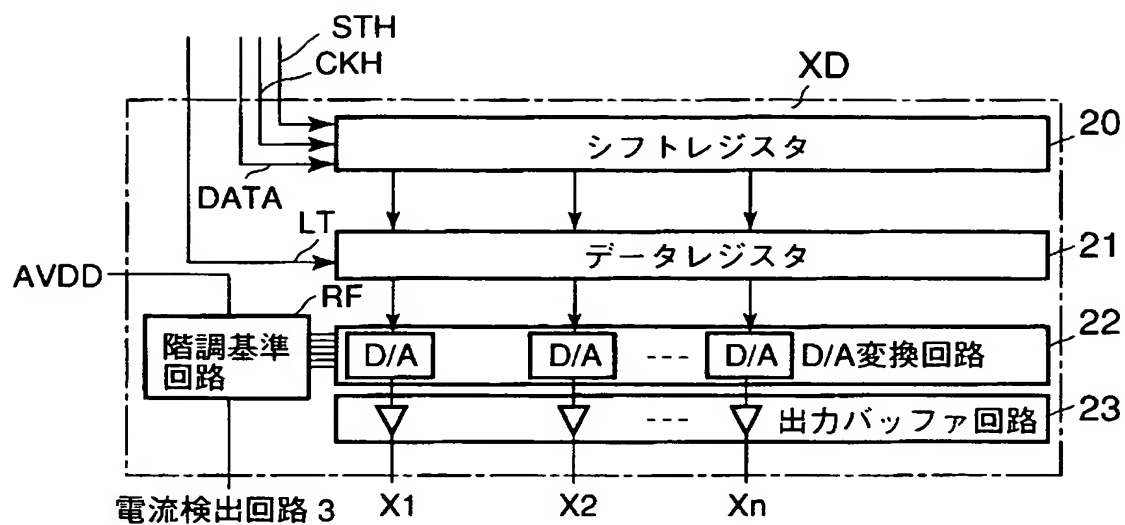 STH
CKH
XD
シフトレジスタ
20
DATA
LT
データレジスタ
21
AVDD
RF
階調基準
回路
D/A
D/A
D/A
D/A変換回路
22
出力バッファ回路
23
電流検出回路3
X1
X2
Xn